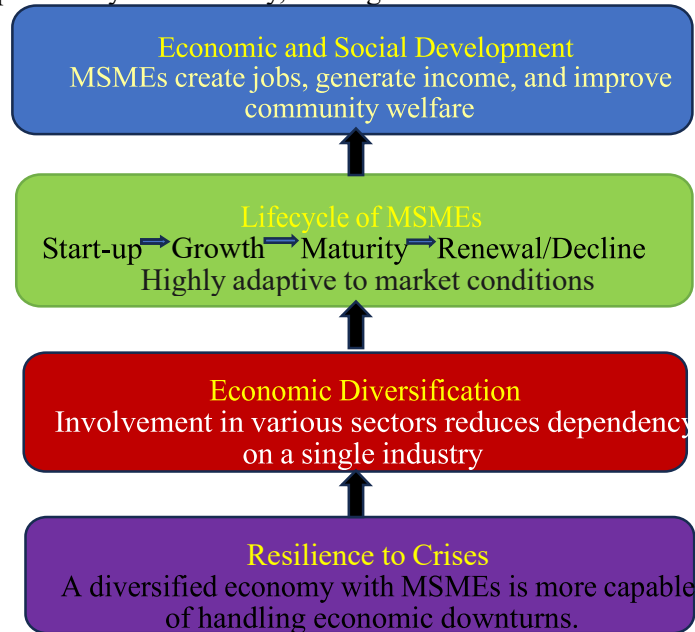 Economic and Social Development
MSMEs create jobs, generate income, and improve
community welfare
Lifecycle of MSMEs
Start-up Growth Maturity Renewal/Decline
Highly adaptive to market conditions
Economic Diversification
Involvement in various sectors reduces dependency
on a single industry
Resilience to Crises
A diversified economy with MSMEs is more capable
of handling economic downturns.